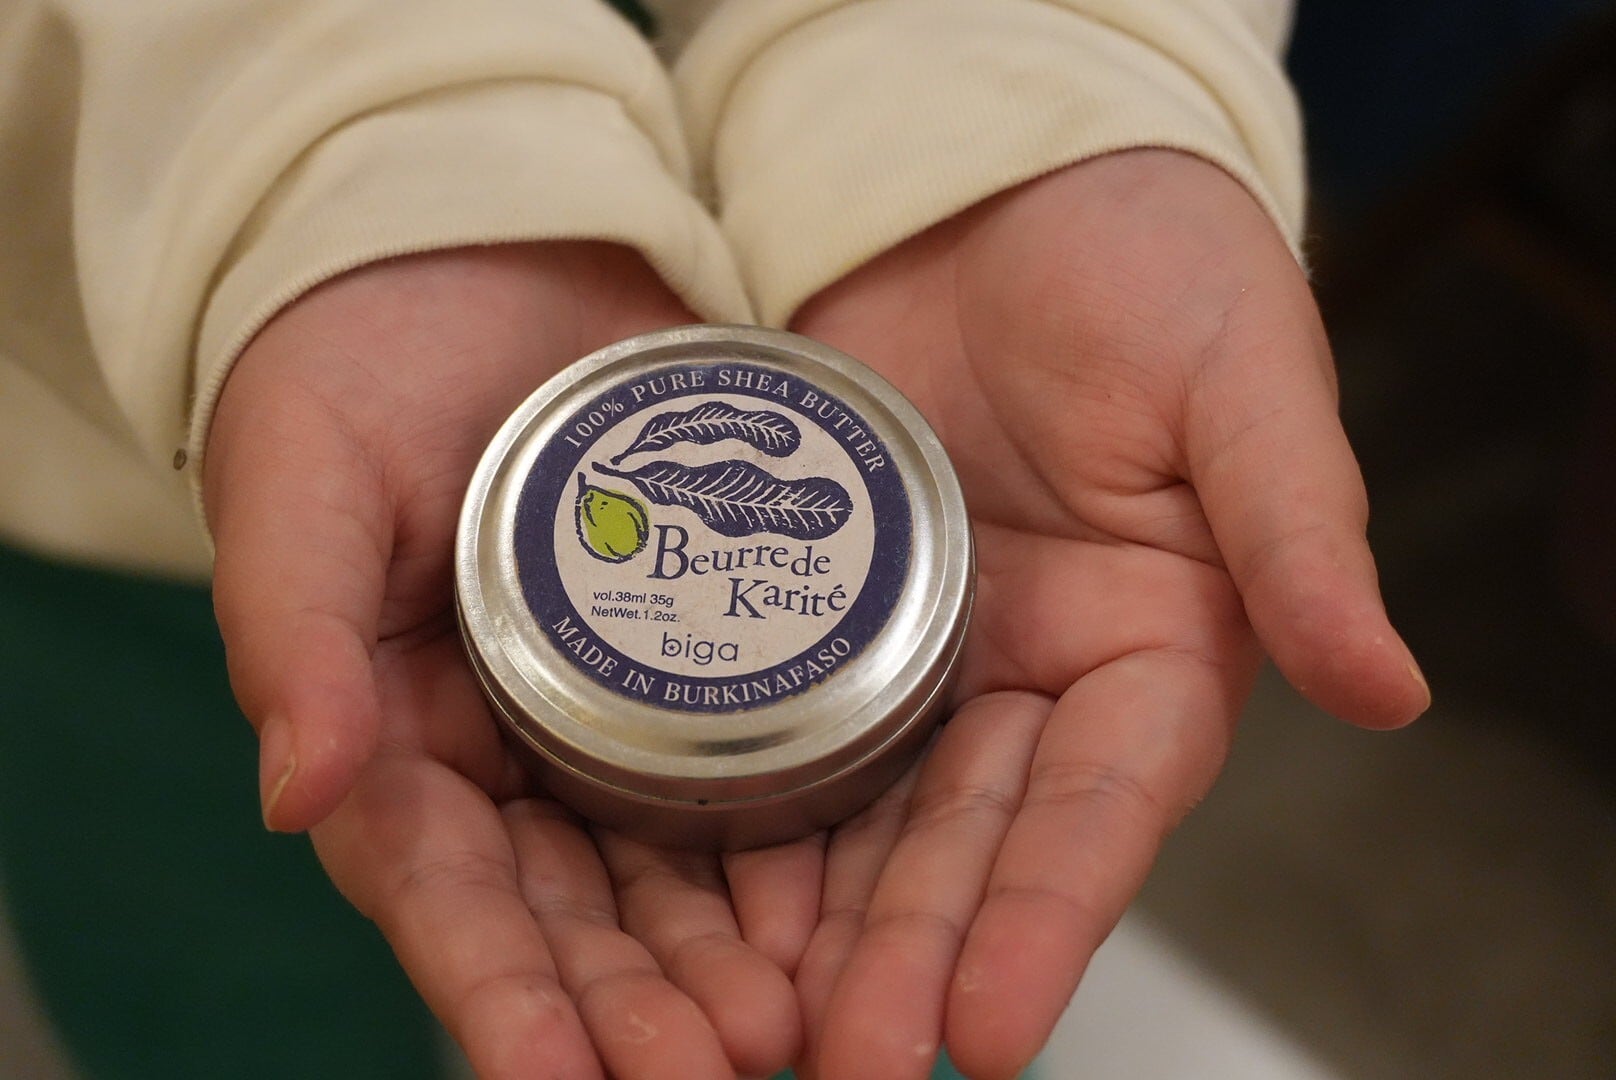 100% PURE SHEA BUTTER
Beurre de
Karité
vol.38ml 35g
NetWet.1.2oz.
biga
MADE IN BURKINAFASO